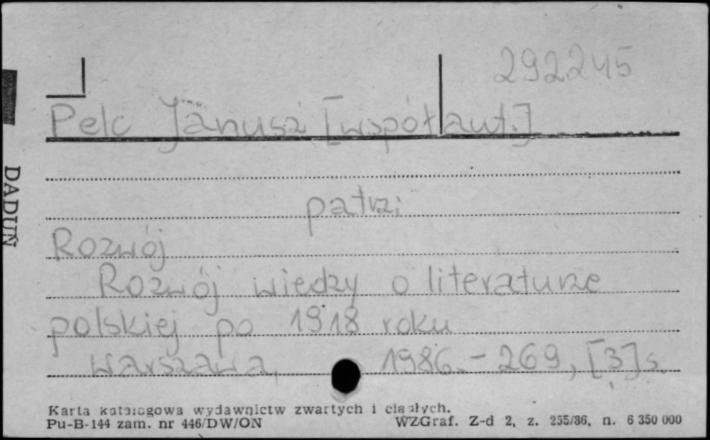 292245
Pelc Janusz [współaut.]
patrz:
Rozwój
Rozwój wiedzy o literaturze
polskiej po 1918 roku
Warszawa, 1986. - 269, [3] s.
DADUŃ
Karta katalogowa wydawnictw zwartych i ciągłych.
Pu-B-144 zam. nr 446/DW/ON WZGraf. Z-d 2, z. 255/86, n. 6 350 000